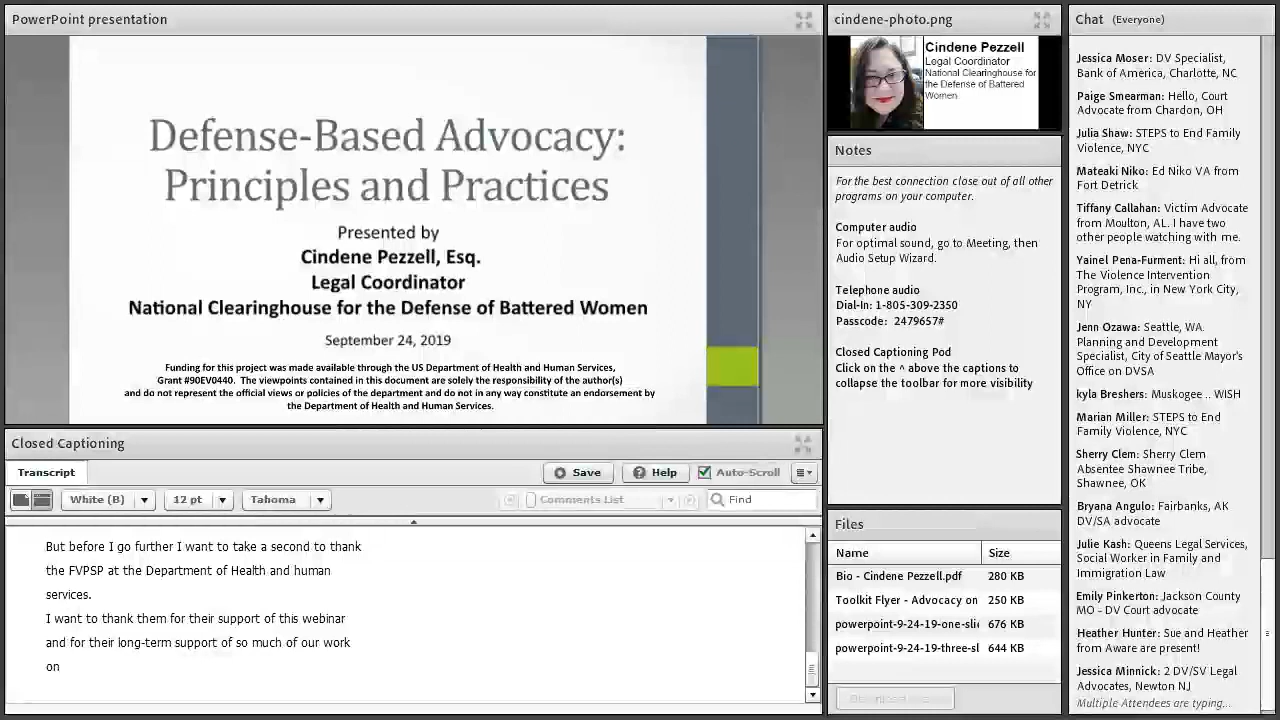 PowerPoint presentation
Defense-Based Advocacy:
Principles and Practices
Presented by
Cindene Pezzell, Esq.
Legal Coordinator
National Clearinghouse for the Defense of Battered Women
September 24, 2019
Funding for this project was made available through the US Department of Health and Human Services,
Grant #90EV0440. The viewpoints contained in this document are solely the responsibility of the author(s)
and do not represent the official views or policies of the department and do not in any way constitute an endorsement by
the Department of Health and Human Services.
Closed Captioning
Transcript
Save
Help
Auto-Scroll
White (B)
12 pt
Tahoma
Comments List
Find
But before I go further I want to take a second to thank
the FVPSP at the Department of Health and human
services.
I want to thank them for their support of this webinar
and for their long-term support of so much of our work
on
cindene-photo.png
Cindene Pezzell
Legal Coordinator
National Clearinghouse for
the Defense of Battered
Women
Notes
For the best connection close out of all other
programs on your computer.
Computer audio
For optimal sound, go to Meeting, then
Audio Setup Wizard.
Telephone audio
Dial-In: 1-805-309-2350
Passcode: 2479657#
Closed Captioning Pod
Click on the ^ above the captions to
collapse the toolbar for more visibility
Files
Name Size
Bio - Cindene Pezzell.pdf 280 KB
Toolkit Flyer - Advocacy on 250 KB
powerpoint-9-24-19-one-sli 676 KB
powerpoint-9-24-19-three-sl 644 KB
Chat (Everyone)
Jessica Moser: DV Specialist,
Bank of America, Charlotte, NC
Paige Smearman: Hello, Court
Advocate from Chardon, OH
Julia Shaw: STEPS to End Family
Violence, NYC
Mateaki Niko: Ed Niko VA from
Fort Detrick
Tiffany Callahan: Victim Advocate
from Moulton, AL. I have two
other people watching with me.
Yainel Pena-Furment: Hi all, from
The Violence Intervention
Program, Inc., in New York City,
NY
Jenn Ozawa: Seattle, WA.
Planning and Development
Specialist, City of Seattle Mayor's
Office on DVSA
kyla Breshers: Muskogee .. WISH
Marian Miller: STEPS to End
Family Violence, NYC
Sherry Clem: Sherry Clem
Absentee Shawnee Tribe,
Shawnee, OK
Bryana Angulo: Fairbanks, AK
DV/SA advocate
Julie Kash: Queens Legal Services,
Social Worker in Family and
Immigration Law
Emily Pinkerton: Jackson County
MO - DV Court advocate
Heather Hunter: Sue and Heather
from Aware are present!
Jessica Minnick: 2 DV/SV Legal
Advocates, Newton NJ
Multiple Attendees are typing...